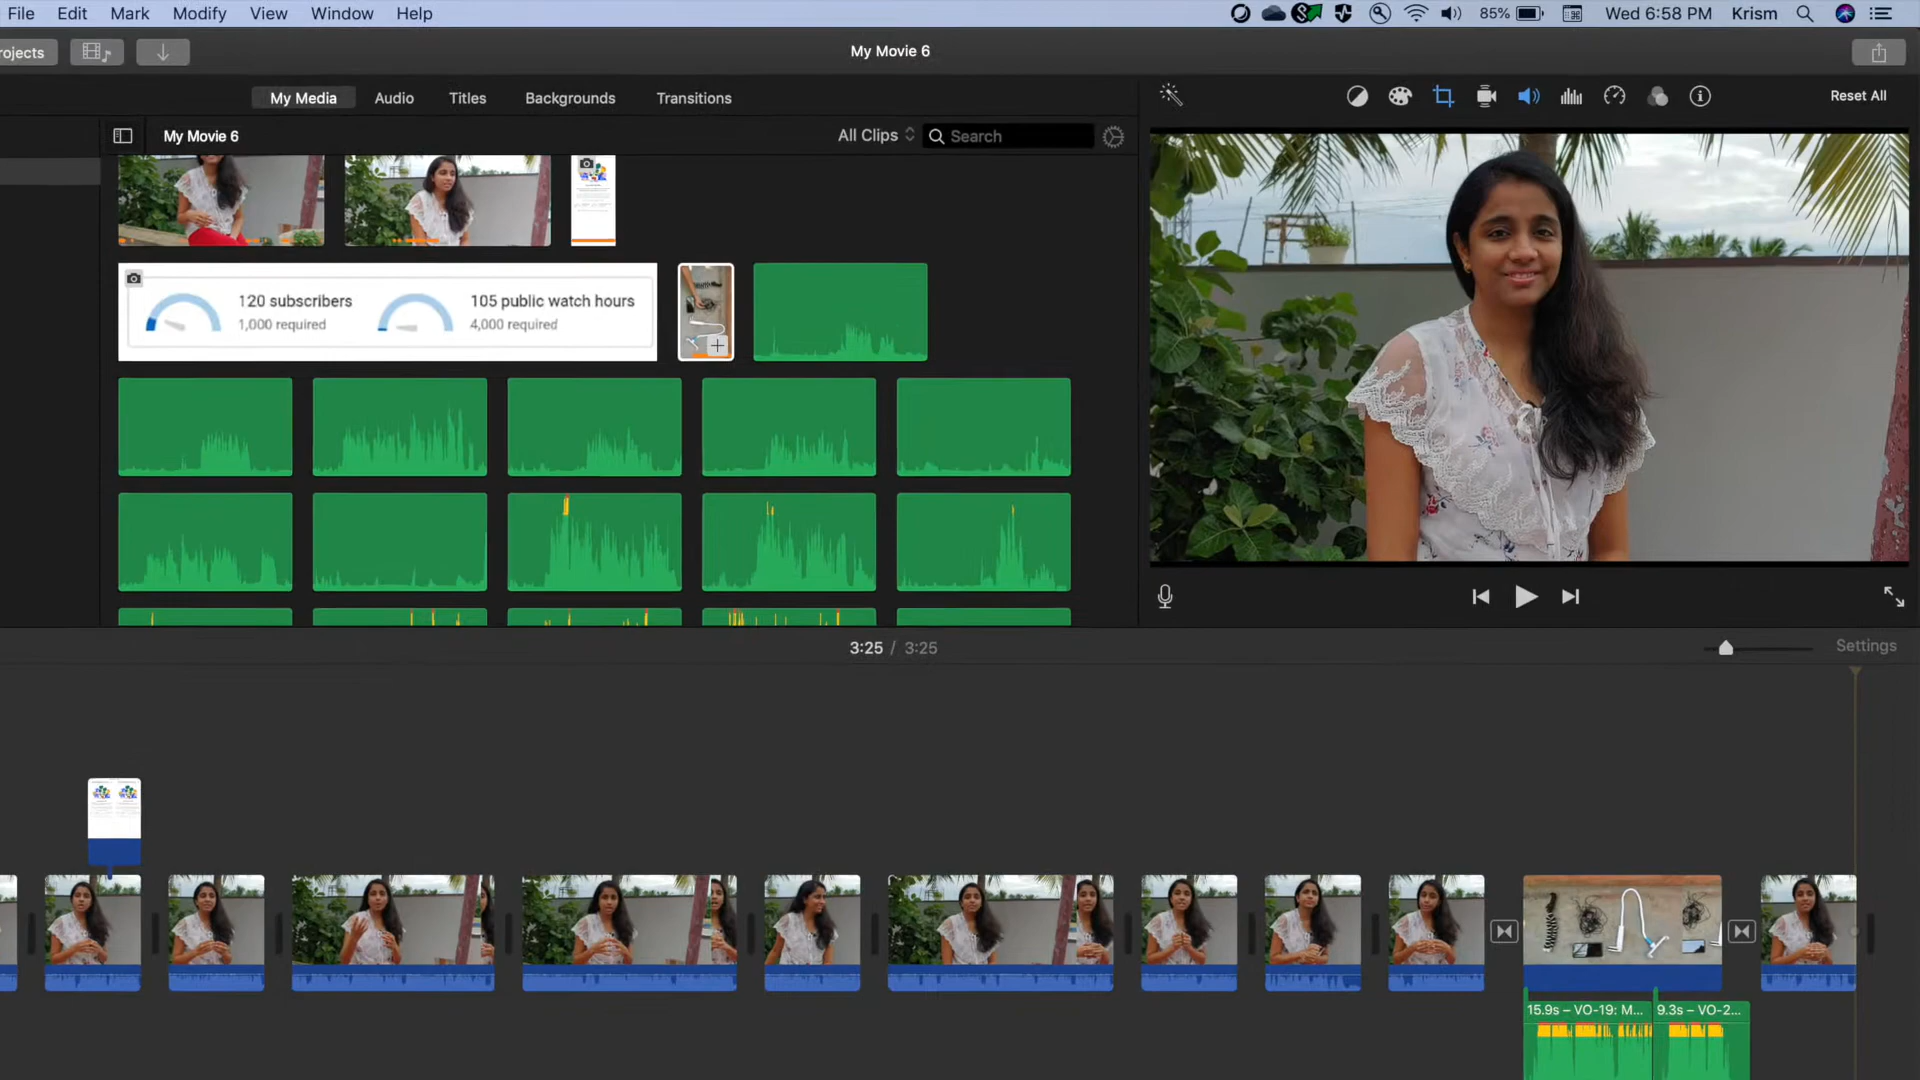 File Edit Mark Modify View Window Help 85% Wed 6:58 PM Krism
rojects My Movie 6
My Media Audio Titles Backgrounds Transitions Reset All
My Movie 6 All Clips Search
120 subscribers 105 public watch hours
1,000 required 4,000 required
3:25 / 3:25 Settings
15.9s – VO-19: M... 9.3s – VO-2...